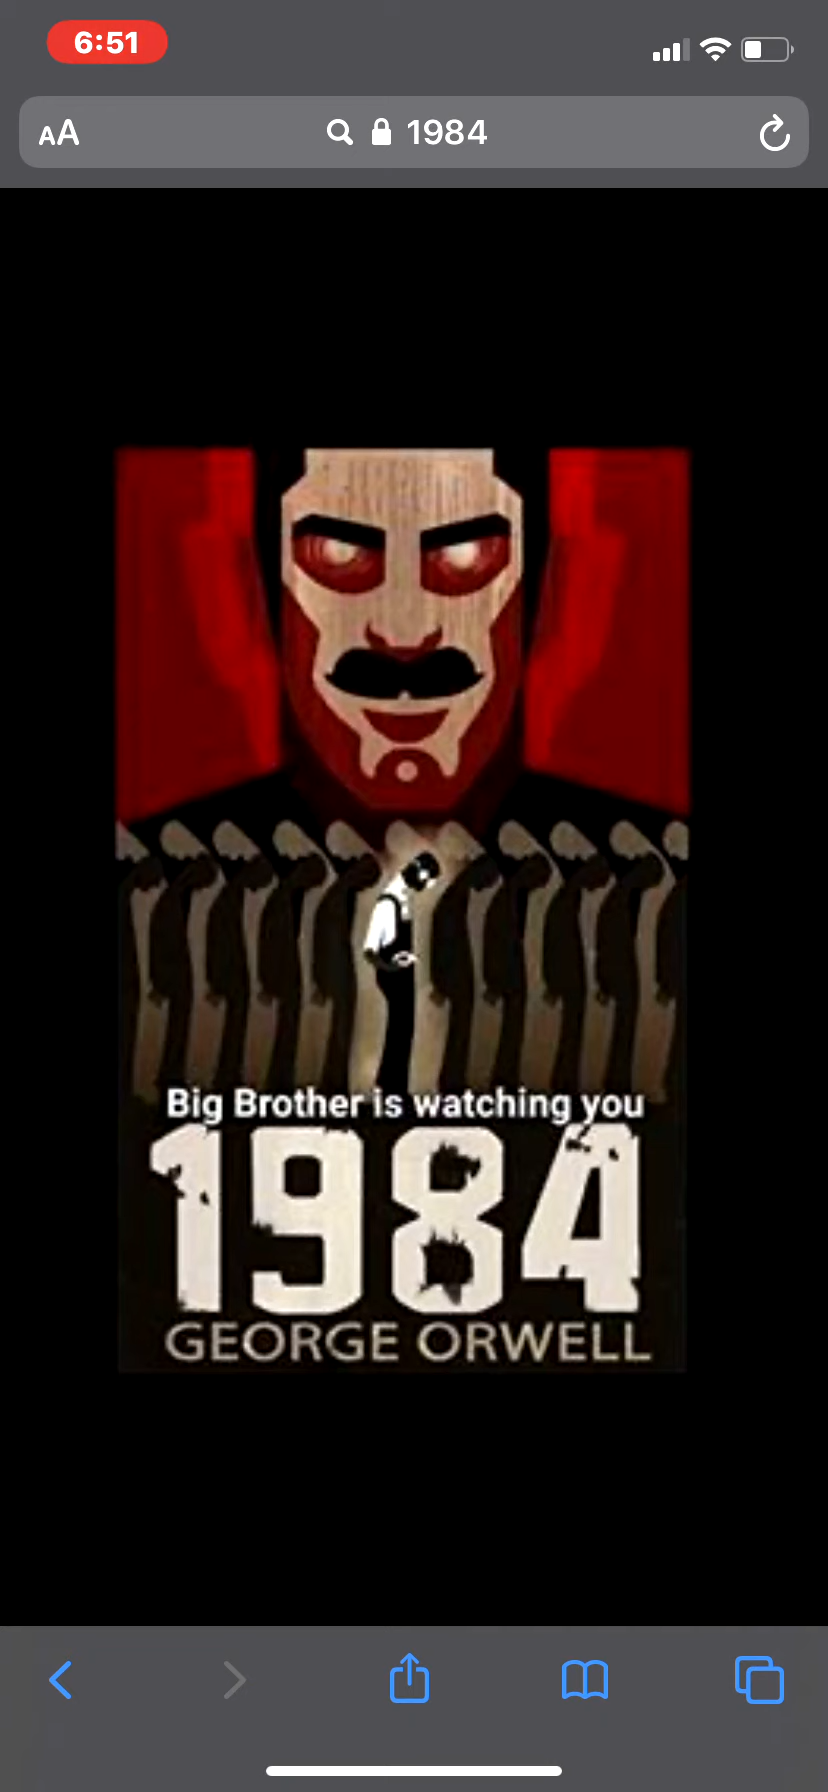 6:51
AA 1984
Big Brother is watching you
1984
GEORGE ORWELL